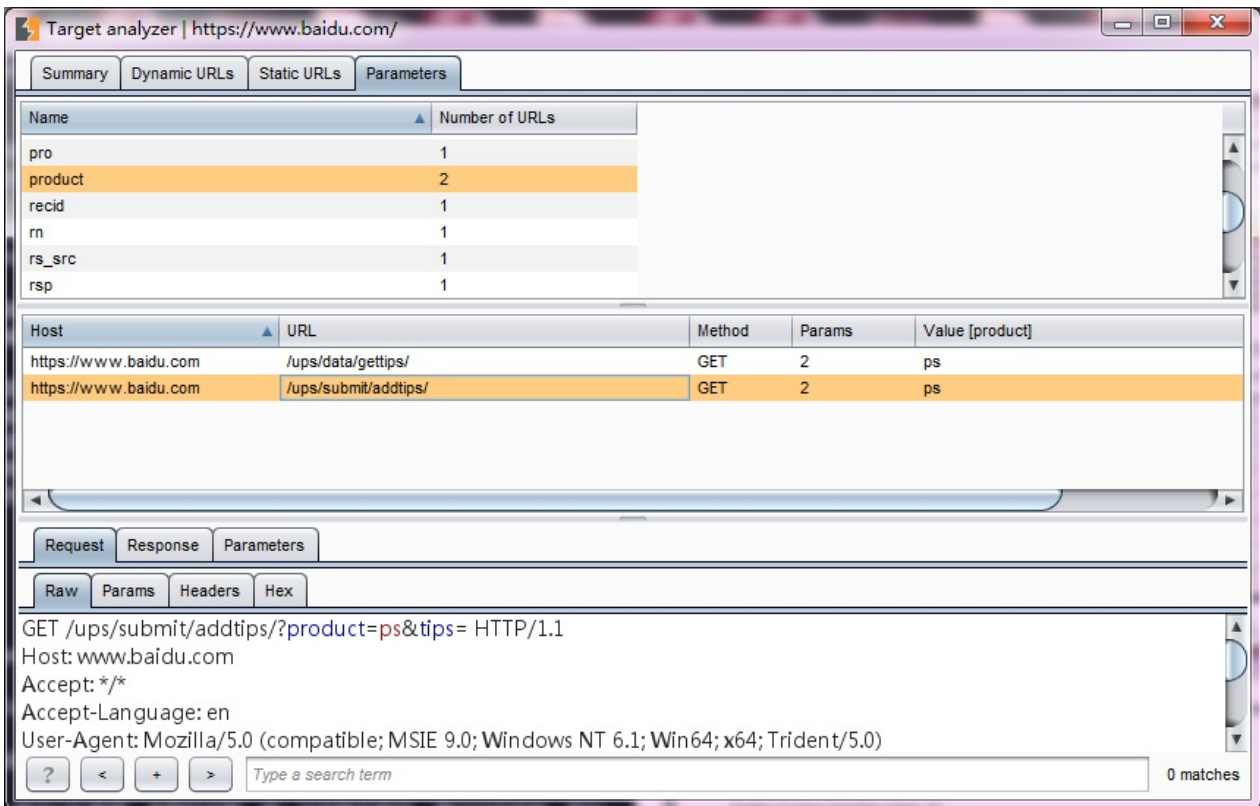 Target analyzer | https://www.baidu.com/
Summary Dynamic URLs Static URLs Parameters
Name Number of URLs
pro 1
product 2
recid 1
rn 1
rs_src 1
rsp 1
Host URL Method Params Value [product]
https://www.baidu.com /ups/data/gettips/ GET 2 ps
https://www.baidu.com /ups/submit/addtips/ GET 2 ps
Request Response Parameters
Raw Params Headers Hex
GET /ups/submit/addtips/?product=ps&tips= HTTP/1.1
Host: www.baidu.com
Accept: */*
Accept-Language: en
User-Agent: Mozilla/5.0 (compatible; MSIE 9.0; Windows NT 6.1; Win64; x64; Trident/5.0)
? < + > Type a search term 0 matches